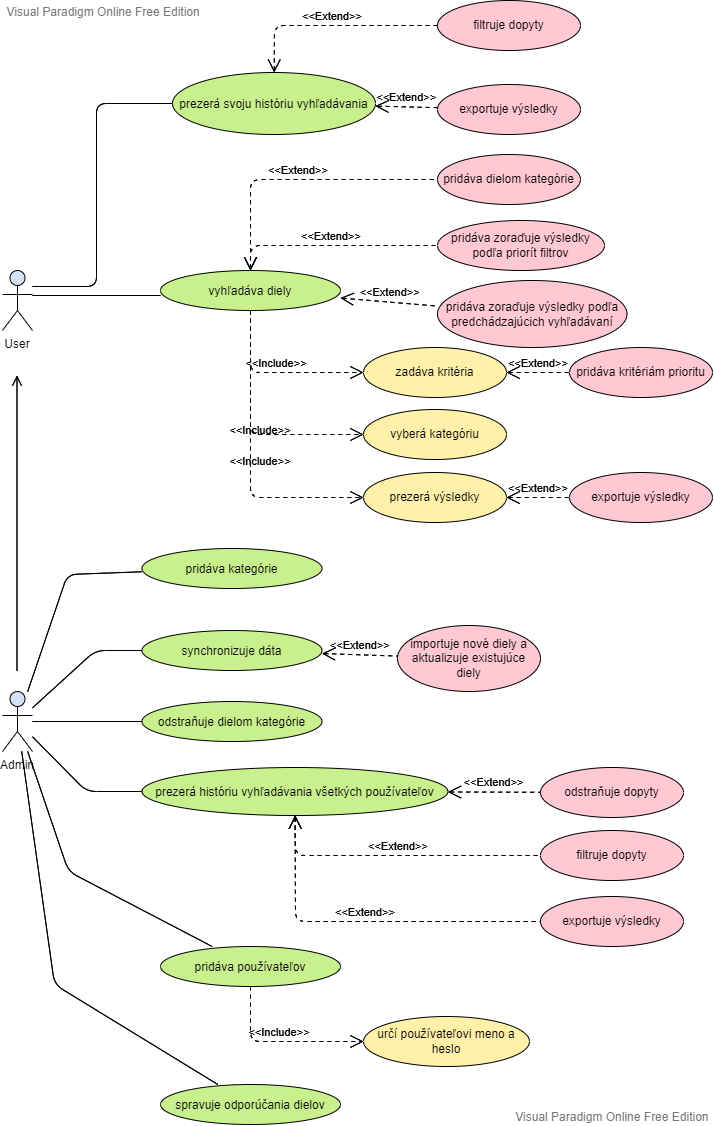 Visual Paradigm Online Free Edition
<<Extend>>
filtruje dopyty
prezerá svoju históriu vyhľadávania
<<Extend>>
exportuje výsledky
<<Extend>>
pridáva dielom kategórie
<<Extend>>
pridáva zoraďuje výsledky
podľa priorít filtrov
vyhľadáva diely
<<Extend>>
pridáva zoraďuje výsledky podľa
predchádzajúcich vyhľadávaní
User
<<Include>>
zadáva kritéria
<<Extend>>
pridáva kritériám prioritu
<<Include>>
vyberá kategóriu
<<Include>>
prezerá výsledky
<<Extend>>
exportuje výsledky
pridáva kategórie
synchronizuje dáta
<<Extend>>
importuje nové diely a
aktualizuje existujúce
diely
odstraňuje dielom kategórie
Admin
prezerá históriu vyhľadávania všetkých používateľov
<<Extend>>
odstraňuje dopyty
<<Extend>>
filtruje dopyty
<<Extend>>
exportuje výsledky
pridáva používateľov
<<Include>>
určí používateľovi meno a
heslo
spravuje odporúčania dielov
Visual Paradigm Online Free Edition